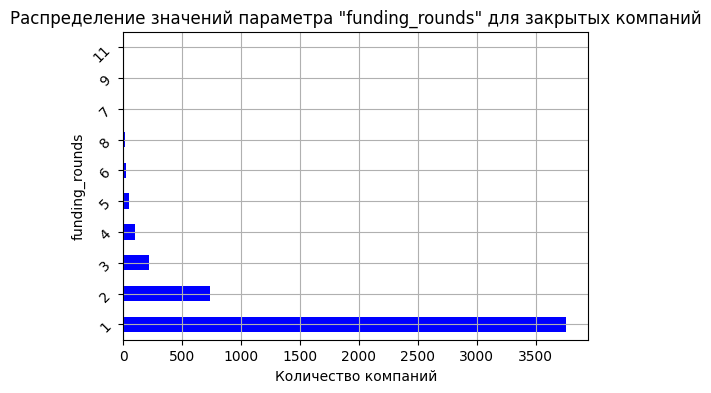 Распределение значений параметра "funding_rounds" для закрытых компаний
funding_rounds
11
9
7
8
6
5
4
3
2
1
0 500 1000 1500 2000 2500 3000 3500
Количество компаний